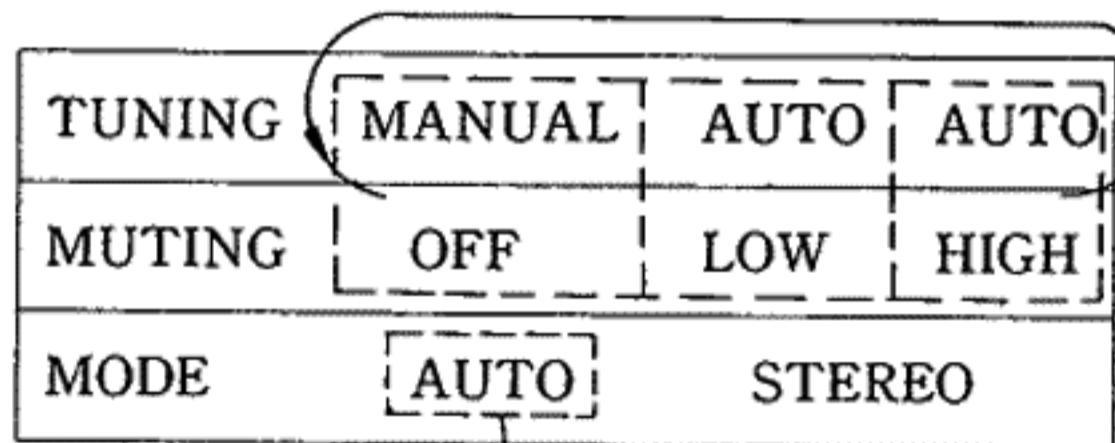 TUNING MANUAL AUTO AUTO
MUTING OFF LOW HIGH
MODE AUTO STEREO